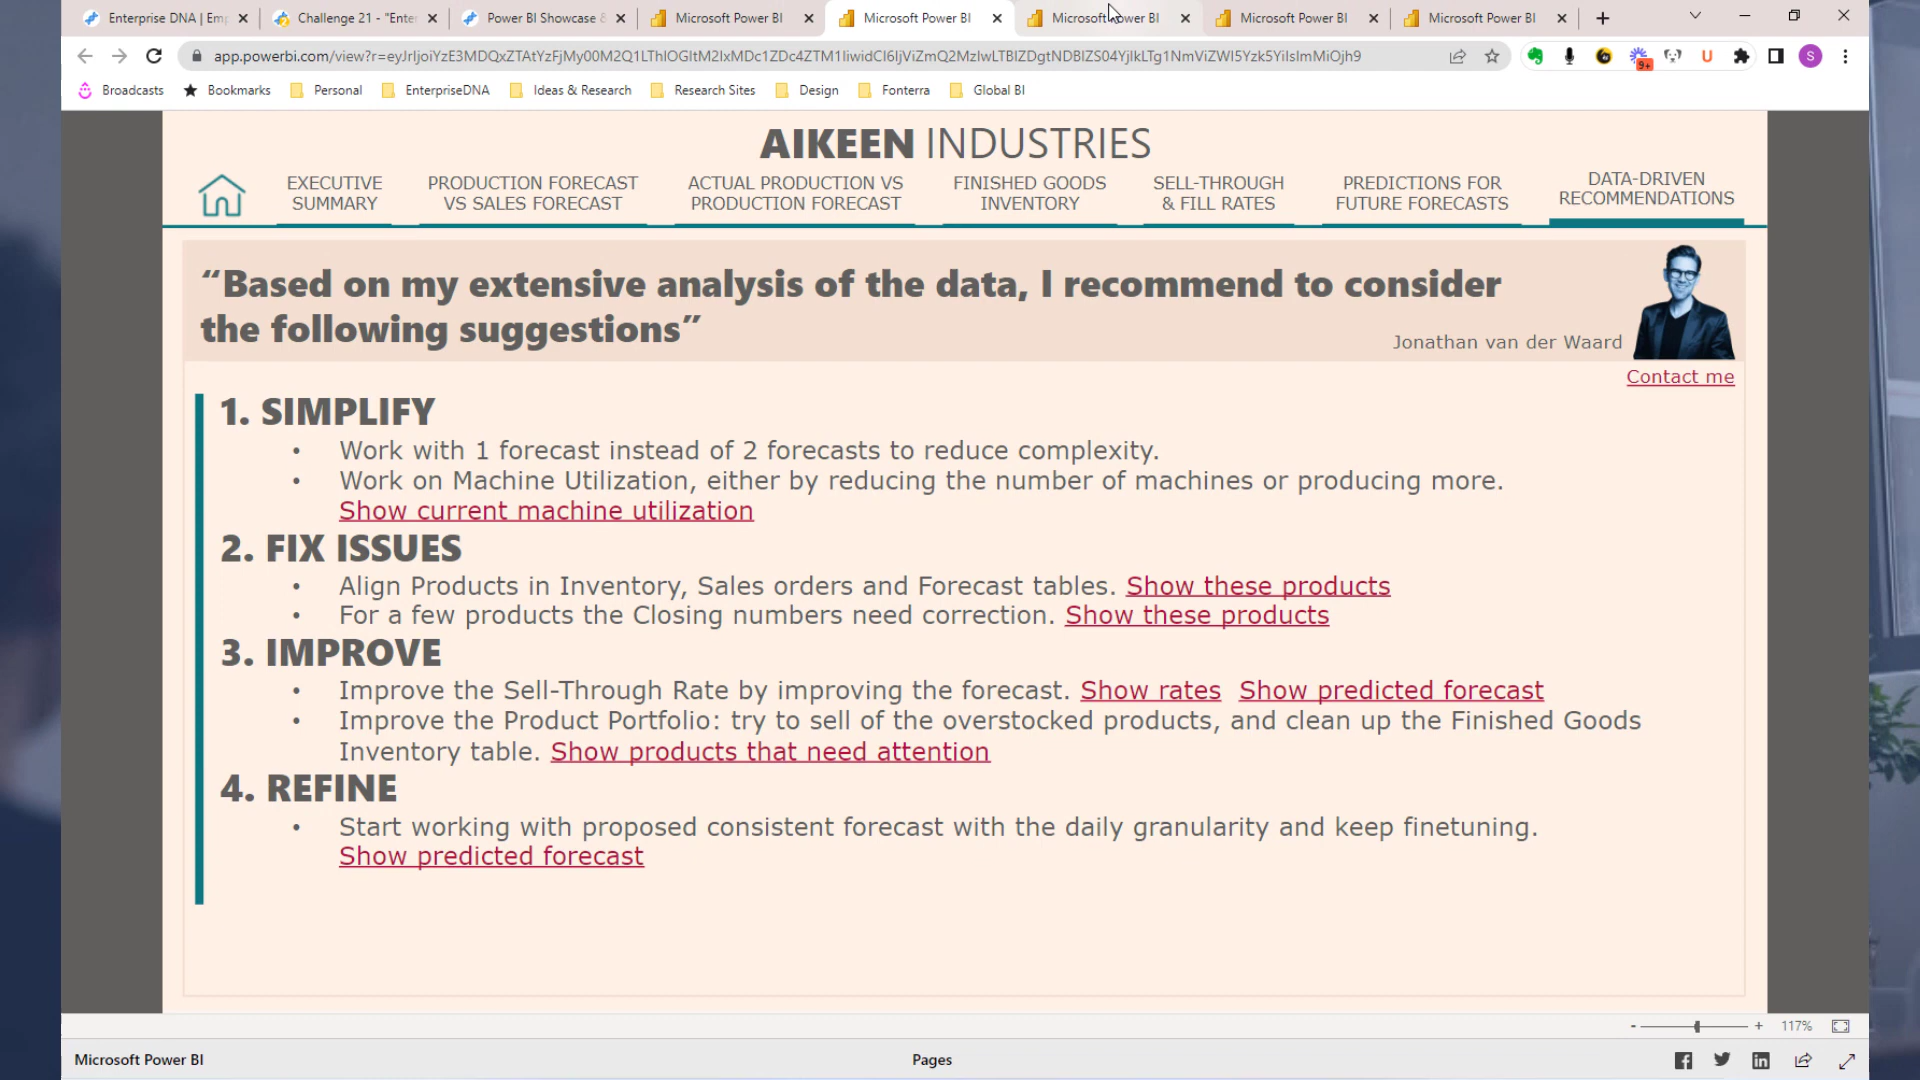 Enterprise DNA | Emp
Challenge 21 - "Ente
Power BI Showcase &
Microsoft Power BI
Microsoft Power BI
Microsoft Power BI
Microsoft Power BI
Microsoft Power BI
Broadcasts
Bookmarks
Personal
EnterpriseDNA
Ideas & Research
Research Sites
Design
Fonterra
Global BI
9+
S
AIKEEN INDUSTRIES
EXECUTIVE
SUMMARY
PRODUCTION FORECAST
VS SALES FORECAST
ACTUAL PRODUCTION VS
PRODUCTION FORECAST
FINISHED GOODS
INVENTORY
SELL-THROUGH
& FILL RATES
PREDICTIONS FOR
FUTURE FORECASTS
DATA-DRIVEN
RECOMMENDATIONS
“Based on my extensive analysis of the data, I recommend to consider
the following suggestions”
Jonathan van der Waard
Contact me
1. SIMPLIFY
• Work with 1 forecast instead of 2 forecasts to reduce complexity.
• Work on Machine Utilization, either by reducing the number of machines or producing more.
Show current machine utilization
2. FIX ISSUES
• Align Products in Inventory, Sales orders and Forecast tables. Show these products
• For a few products the Closing numbers need correction. Show these products
3. IMPROVE
• Improve the Sell-Through Rate by improving the forecast. Show rates Show predicted forecast
• Improve the Product Portfolio: try to sell of the overstocked products, and clean up the Finished Goods
Inventory table. Show products that need attention
4. REFINE
• Start working with proposed consistent forecast with the daily granularity and keep finetuning.
Show predicted forecast
- + 117%
Microsoft Power BI
Pages